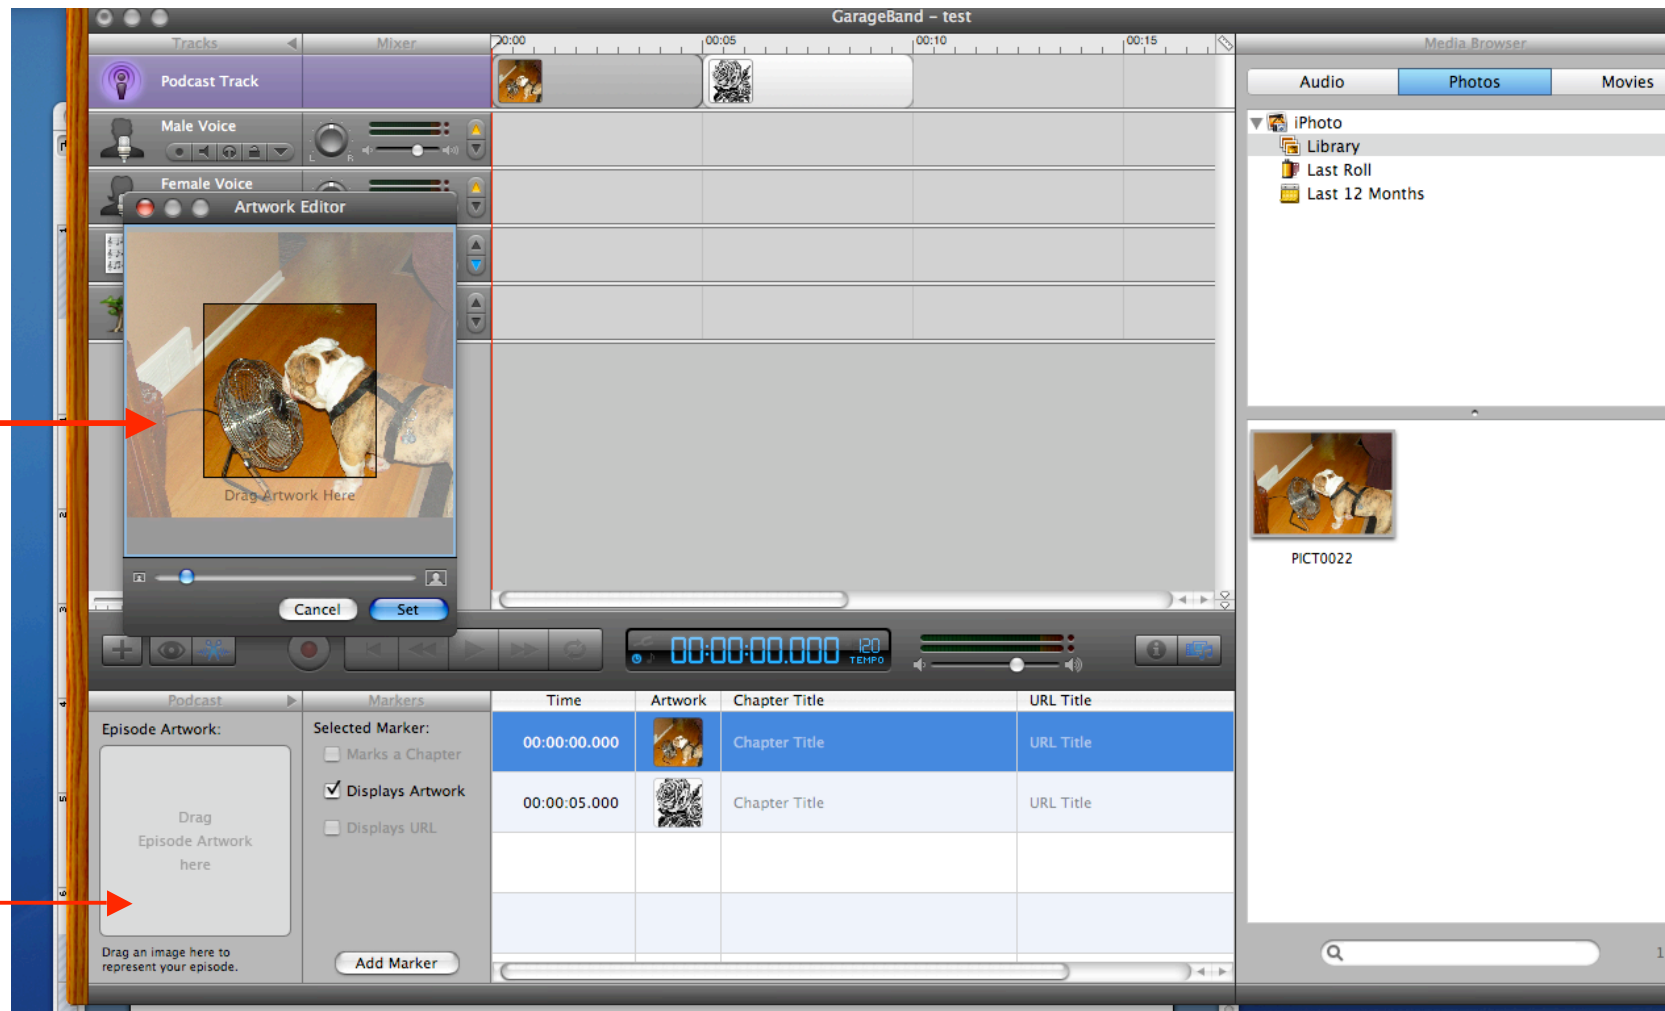 GarageBand – test
Tracks
Mixer
00:00
00:05
00:10
00:15
Media Browser
Podcast Track
Audio
Photos
Movies
Male Voice
L
R
iPhoto
Library
Last Roll
Last 12 Months
Female Voice
Artwork Editor
Drag Artwork Here
PICT0022
Cancel
Set
00:00:00.000
120
TEMPO
Podcast
Markers
Time
Artwork
Chapter Title
URL Title
Episode Artwork:
Selected Marker:
Marks a Chapter
Displays Artwork
Displays URL
00:00:00.000
Chapter Title
URL Title
00:00:05.000
Chapter Title
URL Title
Drag
Episode Artwork
here
Drag an image here to
represent your episode.
Add Marker